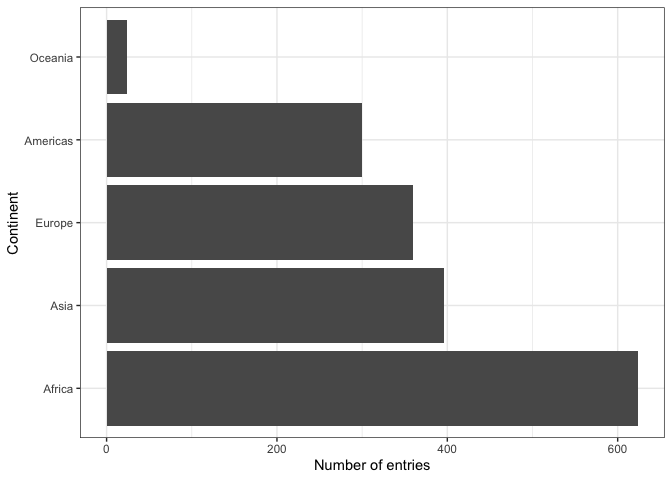 Oceania
Americas
Europe
Asia
Africa
Continent
0 200 400 600
Number of entries